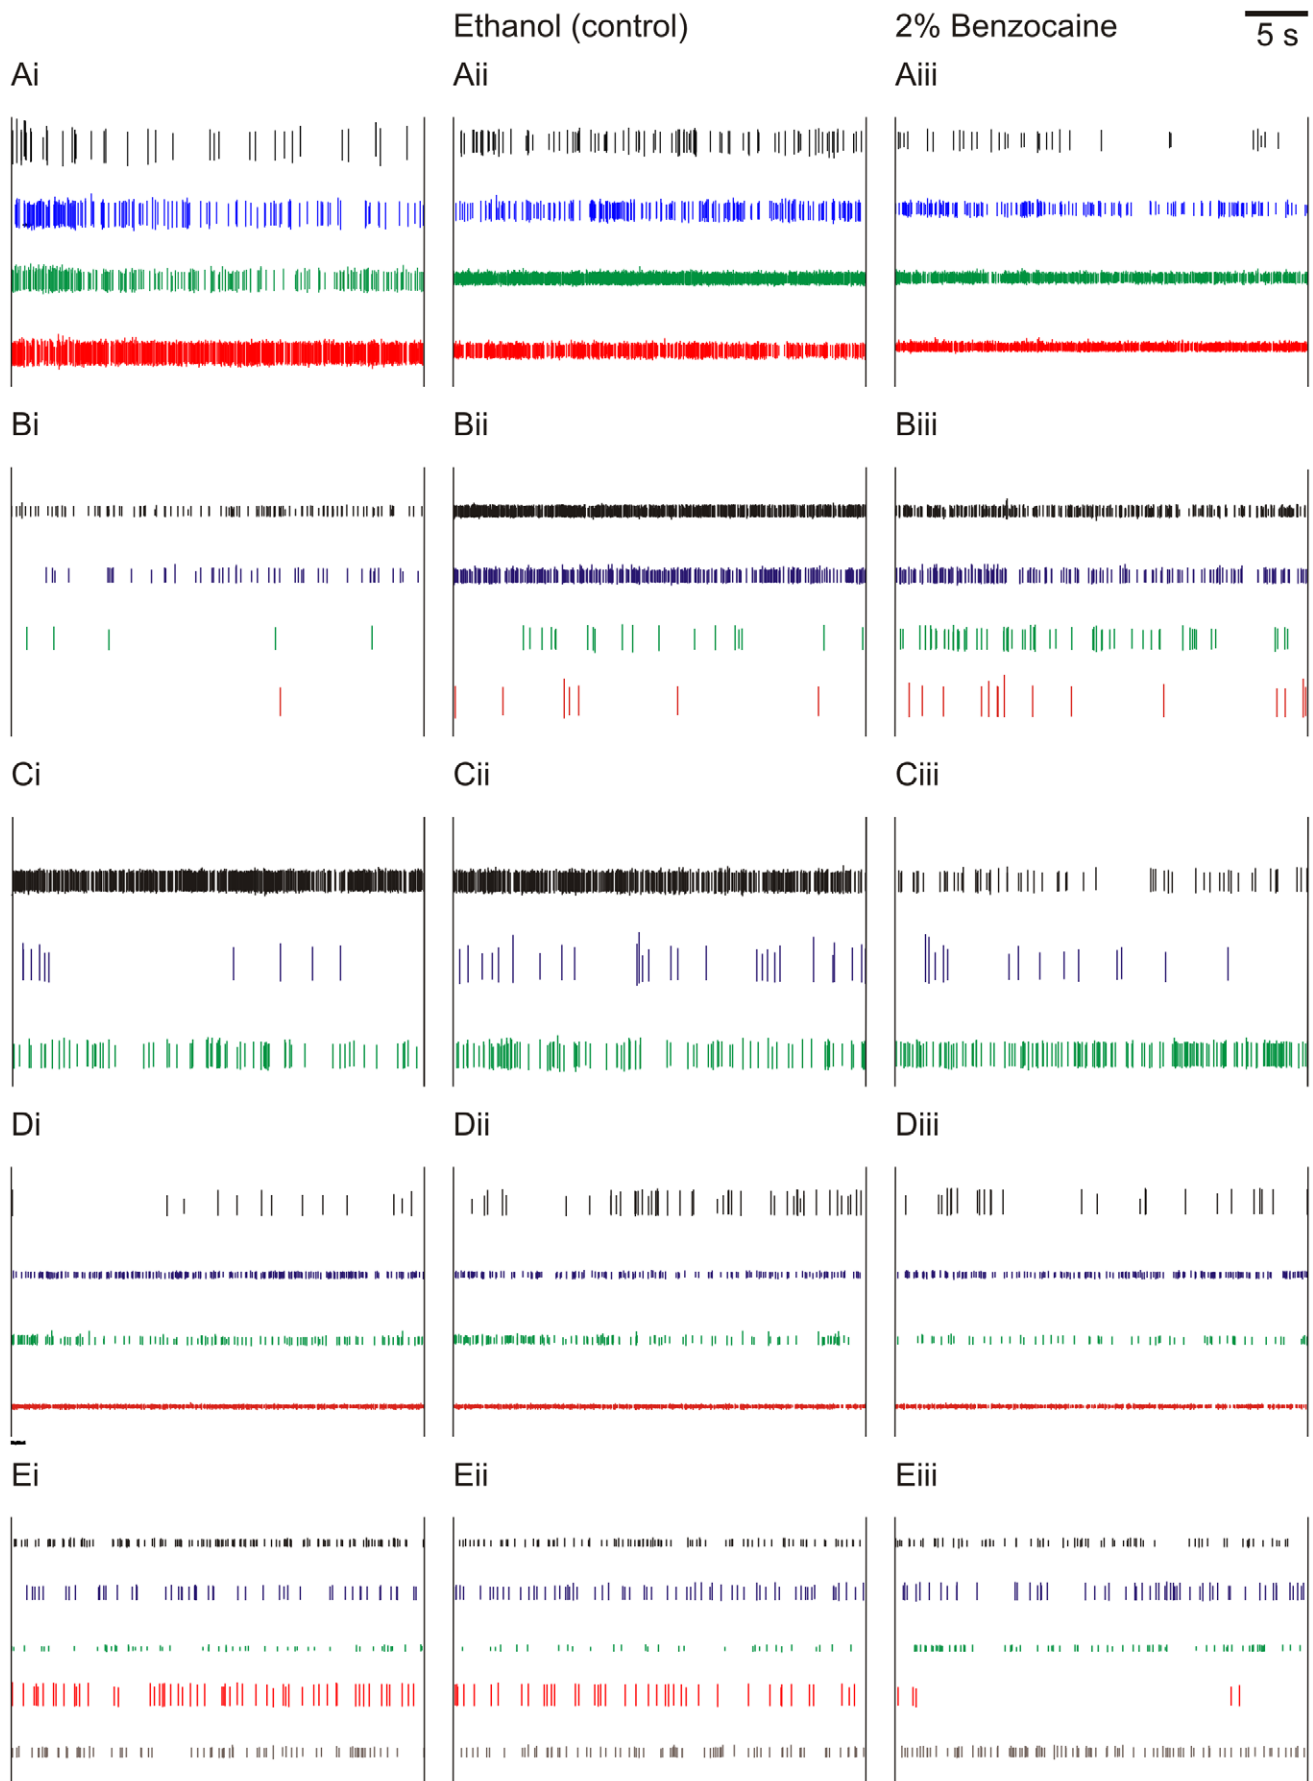 Ethanol (control) 2% Benzocaine 5 s
Ai Aii Aiii
Bi Bii Biii
Ci Cii Ciii
Di Dii Diii
Ei Eii Eiii